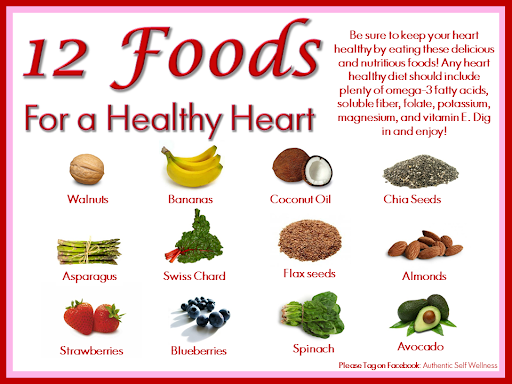 12 Foods
For a Healthy Heart
Be sure to keep your heart
healthy by eating these delicious
and nutritious foods! Any heart
healthy diet should include
plenty of omega-3 fatty acids,
soluble fiber, folate, potassium,
magnesium, and vitamin E. Dig
in and enjoy!
Walnuts
Bananas
Coconut Oil
Chia Seeds
Asparagus
Swiss Chard
Flax seeds
Almonds
Strawberries
Blueberries
Spinach
Avocado
Please Tag on Facebook: Authentic Self Wellness